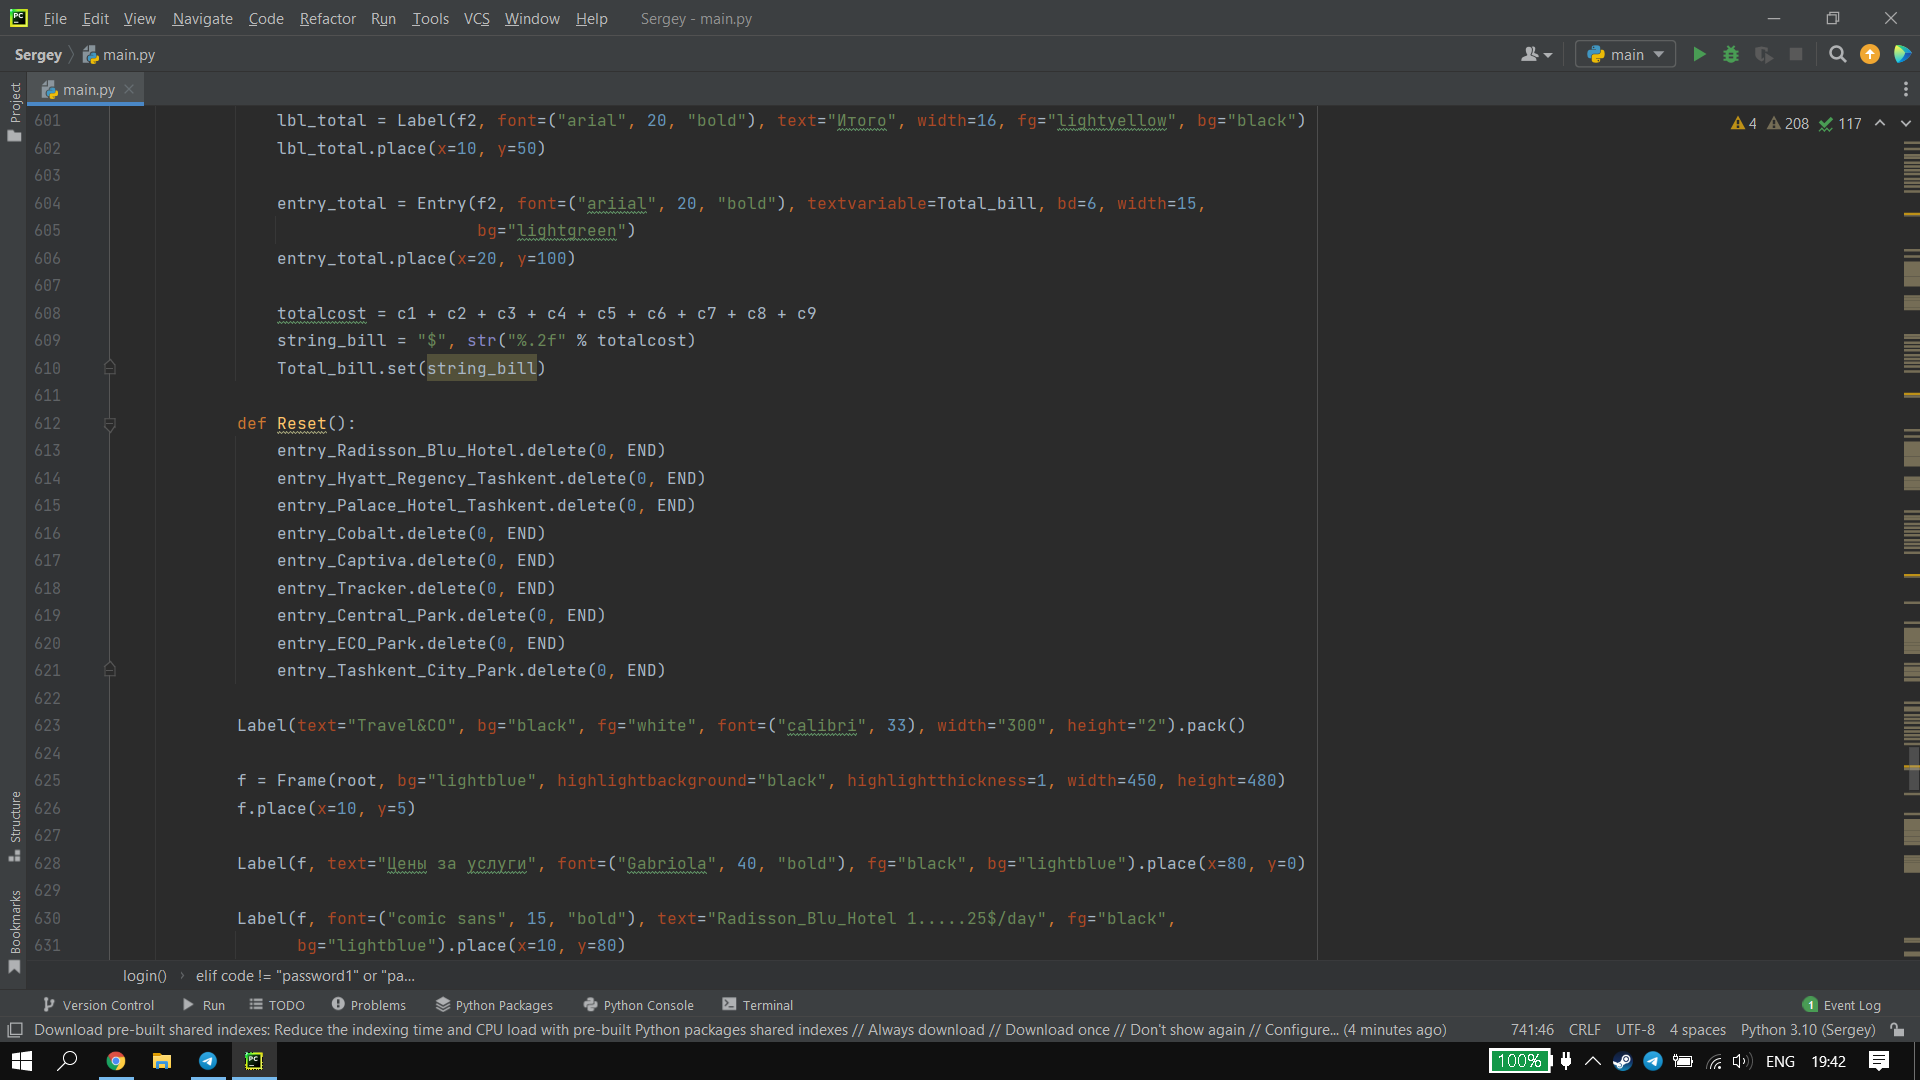 File Edit View Navigate Code Refactor Run Tools VCS Window Help Sergey - main.py
Sergey main.py main
main.py
Project
4 208 117
601 lbl_total = Label(f2, font=("arial", 20, "bold"), text="Итого", width=16, fg="lightyellow", bg="black")
602 lbl_total.place(x=10, y=50)
603
604 entry_total = Entry(f2, font=("ariial", 20, "bold"), textvariable=Total_bill, bd=6, width=15,
605 bg="lightgreen")
606 entry_total.place(x=20, y=100)
607
608 totalcost = c1 + c2 + c3 + c4 + c5 + c6 + c7 + c8 + c9
609 string_bill = "$", str("%.2f" % totalcost)
610 Total_bill.set(string_bill)
611
612 def Reset():
613 entry_Radisson_Blu_Hotel.delete(0, END)
614 entry_Hyatt_Regency_Tashkent.delete(0, END)
615 entry_Palace_Hotel_Tashkent.delete(0, END)
616 entry_Cobalt.delete(0, END)
617 entry_Captiva.delete(0, END)
618 entry_Tracker.delete(0, END)
619 entry_Central_Park.delete(0, END)
620 entry_ECO_Park.delete(0, END)
621 entry_Tashkent_City_Park.delete(0, END)
622
623 Label(text="Travel&CO", bg="black", fg="white", font=("calibri", 33), width="300", height="2").pack()
624
625 f = Frame(root, bg="lightblue", highlightbackground="black", highlightthickness=1, width=450, height=480)
626 f.place(x=10, y=5)
627
628 Label(f, text="Цены за услуги", font=("Gabriola", 40, "bold"), fg="black", bg="lightblue").place(x=80, y=0)
629
630 Label(f, font=("comic sans", 15, "bold"), text="Radisson_Blu_Hotel 1.....25$/day", fg="black",
631 bg="lightblue").place(x=10, y=80)
Structure
Bookmarks
login() elif code != "password1" or "pa...
Version Control Run TODO Problems Python Packages Python Console Terminal 1 Event Log
Download pre-built shared indexes: Reduce the indexing time and CPU load with pre-built Python packages shared indexes // Always download // Download once // Don't show again // Configure... (4 minutes ago) 741:46 CRLF UTF-8 4 spaces Python 3.10 (Sergey)
PC 100% ENG 19:42